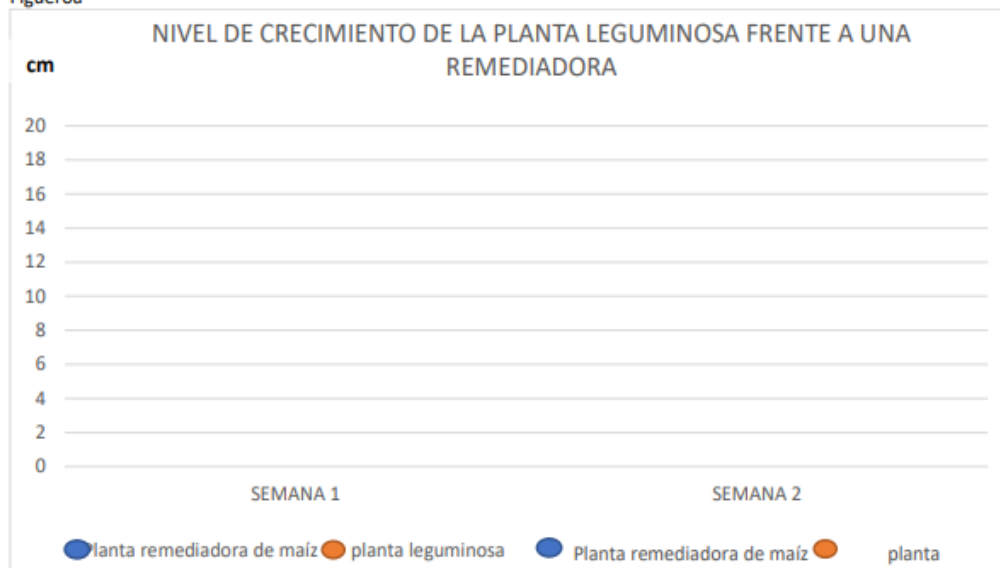 NIVEL DE CRECIMIENTO DE LA PLANTA LEGUMINOSA FRENTE A UNA
REMEDIADORA
cm
20
18
16
14
12
10
8
6
4
2
0
SEMANA 1 SEMANA 2
Planta remediadora de maíz planta leguminosa Planta remediadora de maíz planta